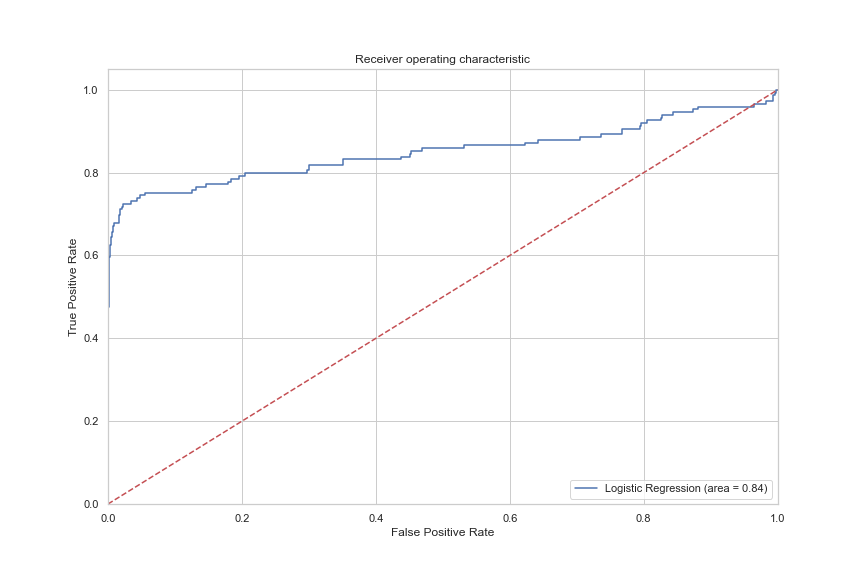 Receiver operating characteristic
1.0
0.8
0.6
0.4
0.2
0.0
True Positive Rate
Logistic Regression (area = 0.84)
0.0 0.2 0.4 0.6 0.8 1.0
False Positive Rate